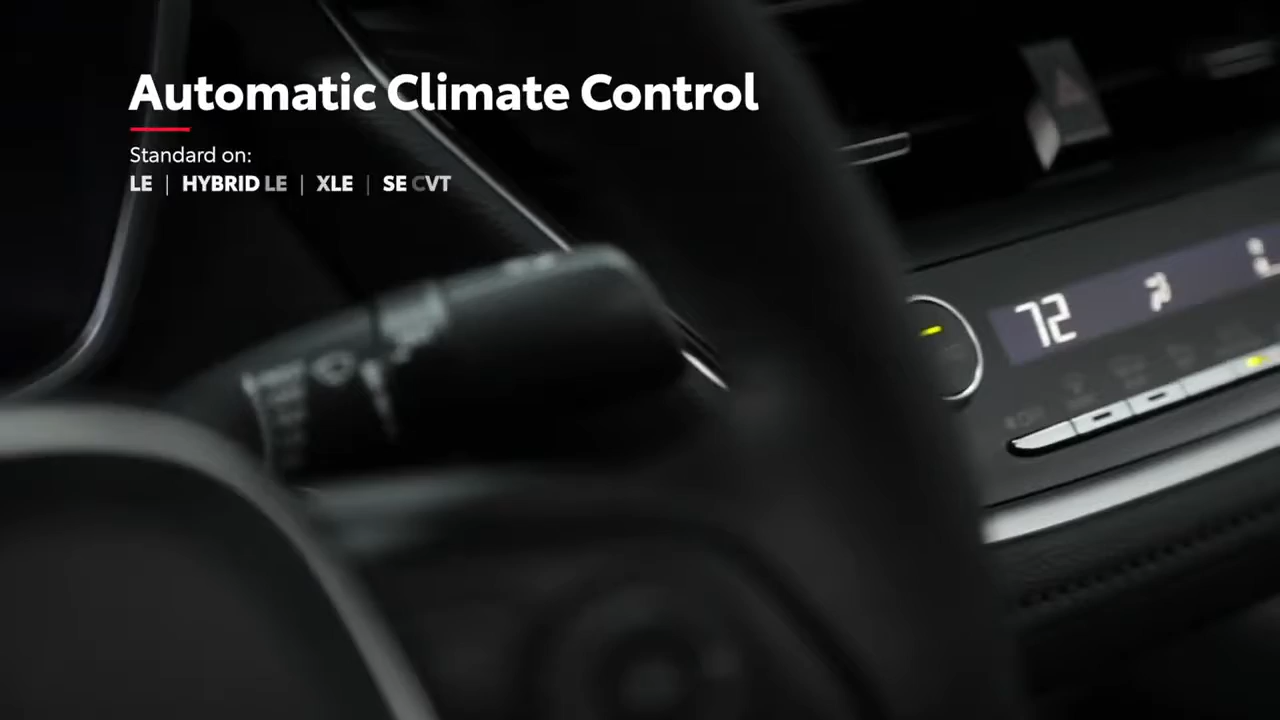 Automatic Climate Control
Standard on:
LE | HYBRID LE | XLE | SE CVT
72